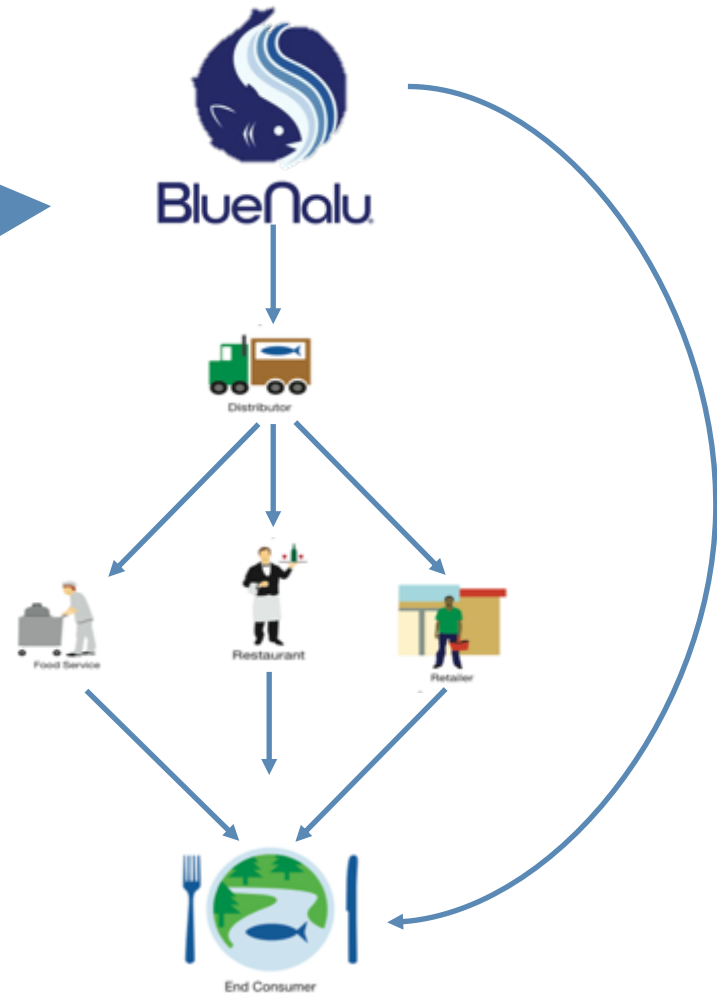 BlueNalu
Distributor
Food Service
Restaurant
Retailer
End Consumer